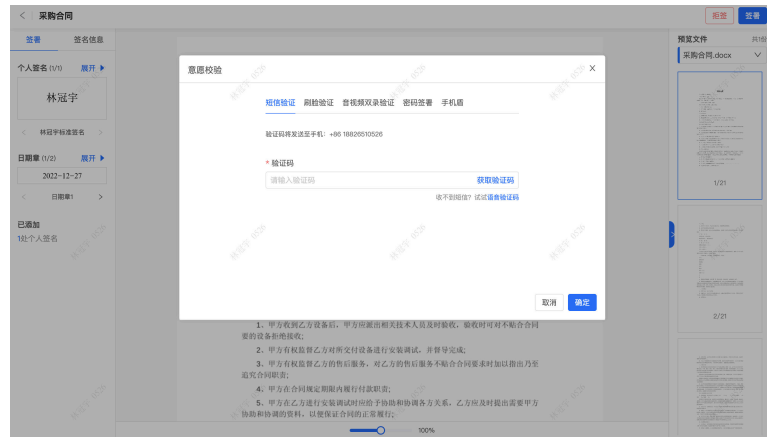 采购合同
拒签
签署
签署
签名信息
个人签名 (1/1) 展开
林冠宇
林冠宇标准签名
日期章 (1/2) 展开
2022-12-27
日期章1
已添加
1处个人签名
意愿校验
X
短信验证 刷脸验证 音视频双录验证 密码签署 手机盾
验证码将发送至手机：+86 18826510526
* 验证码
请输入验证码
获取验证码
收不到短信？试试语音验证码
取消
确定
1、甲方收到乙方设备后，甲方应派出相关技术人员及时验收，验收时可对不贴合合同
要的设备拒绝接收；
2、甲方有权监督乙方对所交付设备进行安装调试，并督导完成；
3、甲方有权监督乙方的售后服务，对乙方的售后服务不贴合合同要求时加以指出乃至
追究合同职责；
4、甲方在合同规定期限内履行付款职责；
5、甲方在乙方进行安装调试时应给予协助和协调各方关系。乙方应及时提出需要甲方
协助和协调的资料，以便保证合同的正常履行；
100%
预览文件
共1份
采购合同.docx
1/21
2/21
林冠宇 0526